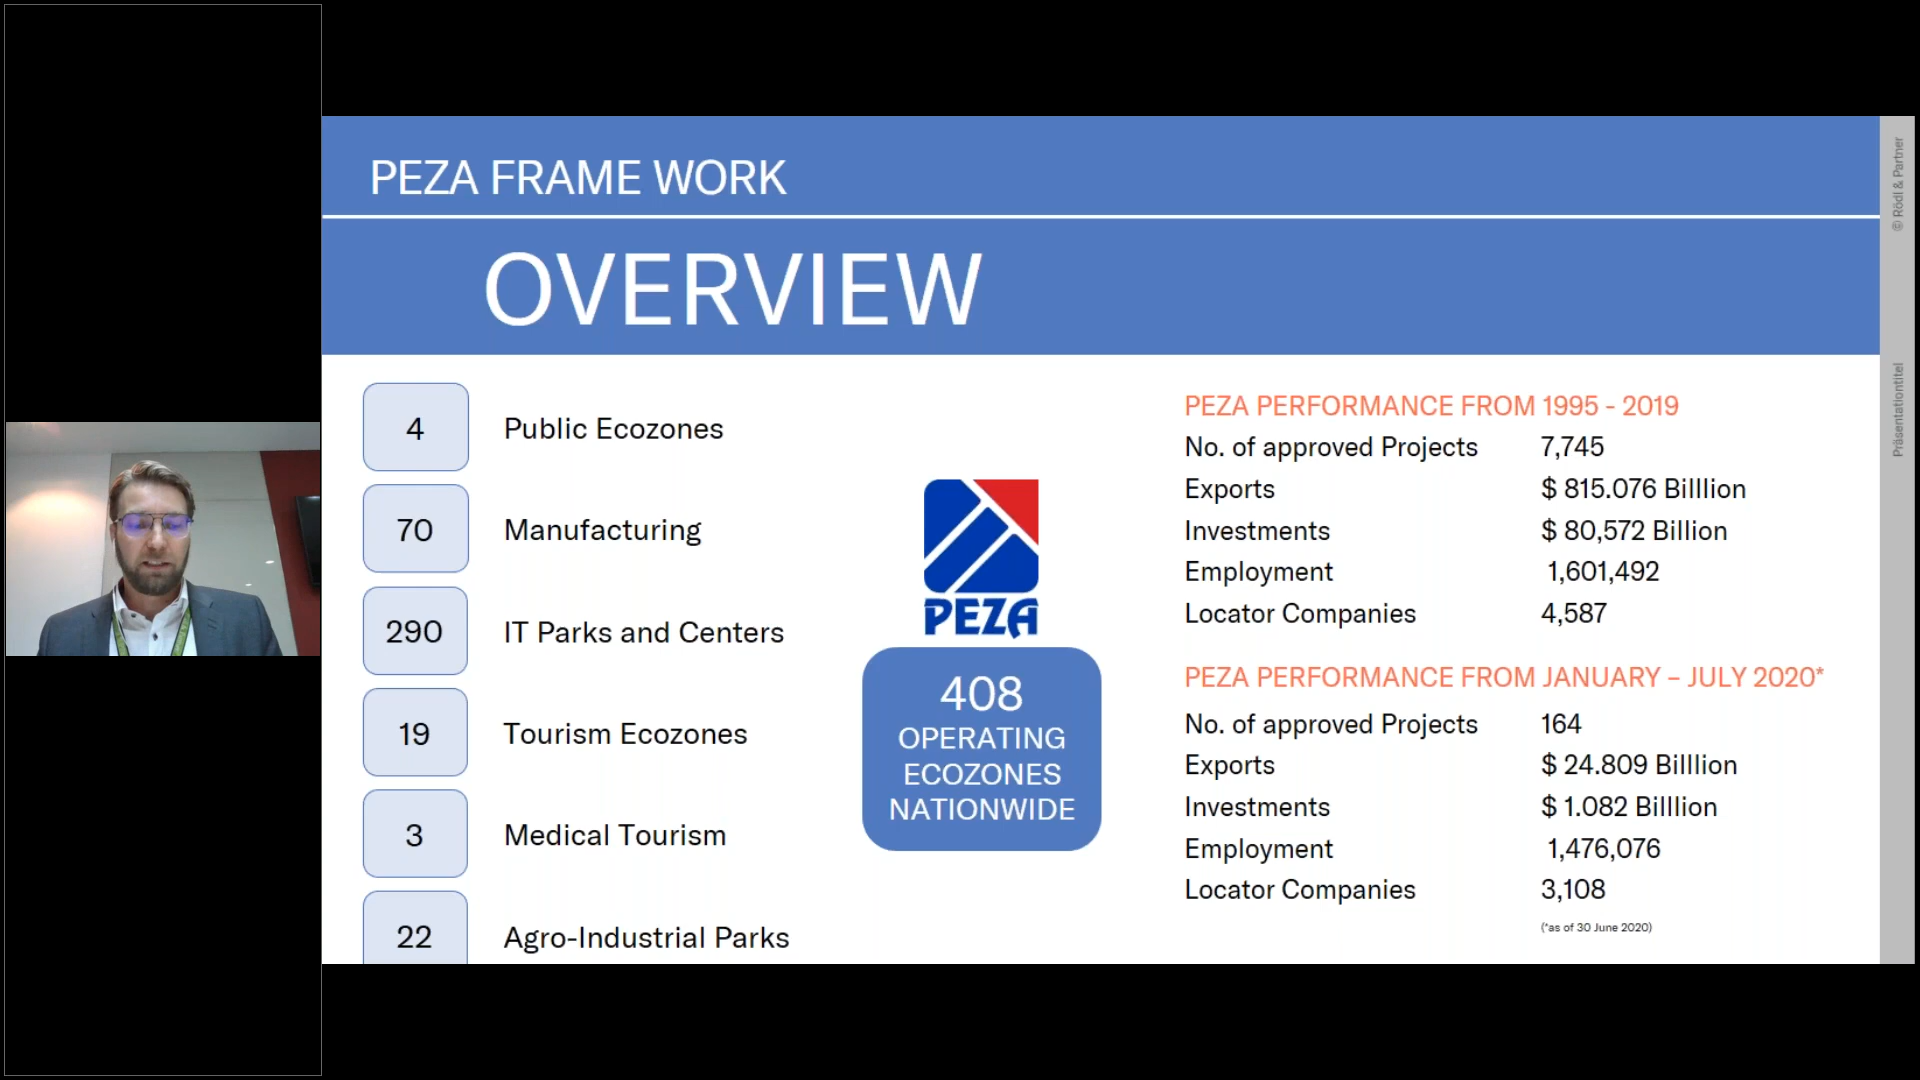 PEZA FRAME WORK
OVERVIEW
4 Public Ecozones
70 Manufacturing
290 IT Parks and Centers
19 Tourism Ecozones
3 Medical Tourism
22 Agro-Industrial Parks
PEZA
408
OPERATING
ECOZONES
NATIONWIDE
PEZA PERFORMANCE FROM 1995 - 2019
No. of approved Projects 7,745
Exports $ 815.076 Billlion
Investments $ 80,572 Billion
Employment 1,601,492
Locator Companies 4,587
PEZA PERFORMANCE FROM JANUARY – JULY 2020*
No. of approved Projects 164
Exports $ 24.809 Billlion
Investments $ 1.082 Billlion
Employment 1,476,076
Locator Companies 3,108
(*as of 30 June 2020)
© Rödl & Partner
Präsentationtitel